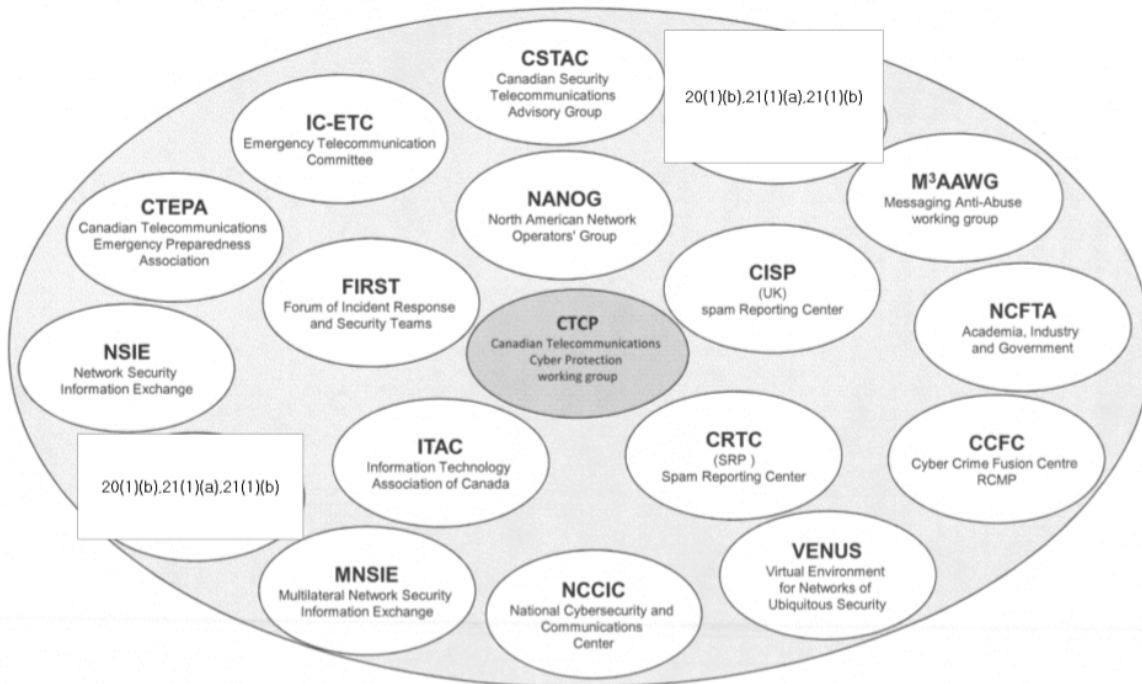 CSTAC
Canadian Security
Telecommunications
Advisory Group
20(1)(b),21(1)(a),21(1)(b)
IC-ETC
Emergency Telecommunication
Committee
M³AAWG
Messaging Anti-Abuse
working group
CTEPA
Canadian Telecommunications
Emergency Preparedness
Association
NANOG
North American Network
Operators' Group
FIRST
Forum of Incident Response
and Security Teams
CISP
(UK)
spam Reporting Center
NCFTA
Academia, Industry
and Government
CTCP
Canadian Telecommunications
Cyber Protection
working group
NSIE
Network Security
Information Exchange
ITAC
Information Technology
Association of Canada
CRTC
(SRP )
Spam Reporting Center
CCFC
Cyber Crime Fusion Centre
RCMP
20(1)(b),21(1)(a),21(1)(b)
MNSIE
Multilateral Network Security
Information Exchange
NCCIC
National Cybersecurity and
Communications
Center
VENUS
Virtual Environment
for Networks of
Ubiquitous Security